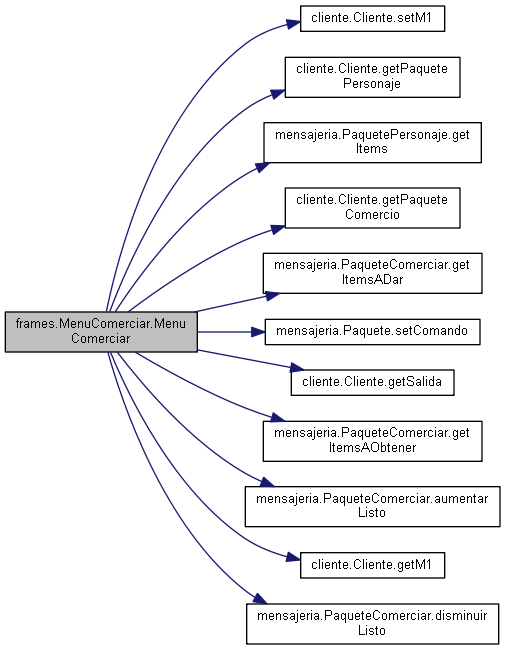 cliente.Cliente.setM1
cliente.Cliente.getPaquete
Personaje
mensajeria.PaquetePersonaje.get
Items
cliente.Cliente.getPaquete
Comercio
mensajeria.PaqueteComerciar.get
ItemsADar
frames.MenuComerciar.Menu
Comerciar
mensajeria.Paquete.setComando
cliente.Cliente.getSalida
mensajeria.PaqueteComerciar.get
ItemsAObtener
mensajeria.PaqueteComerciar.aumentar
Listo
cliente.Cliente.getM1
mensajeria.PaqueteComerciar.disminuir
Listo